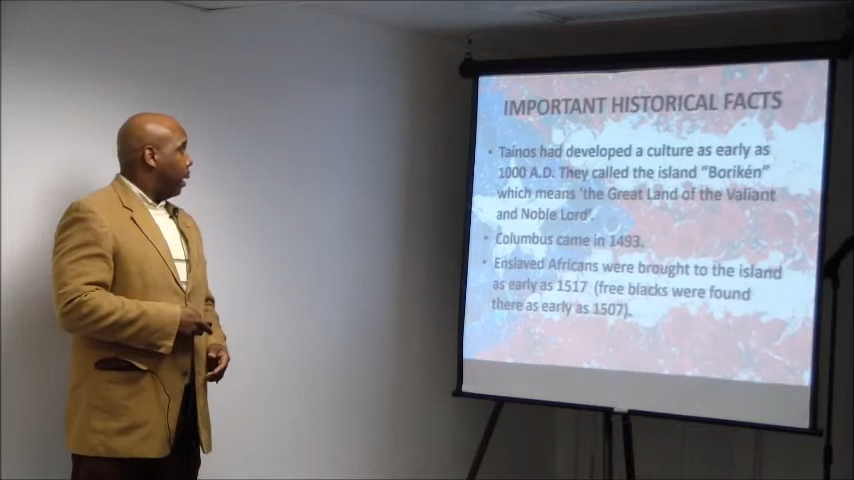 IMPORTANT HISTORICAL FACTS
• Taínos had developed a culture as early as
1000 A.D. They called the island "Borikén"
which means 'the Great Land of the Valiant
and Noble Lord'.
• Columbus came in 1493.
• Enslaved Africans were brought to the island
as early as 1517 (free blacks were found
there as early as 1507).